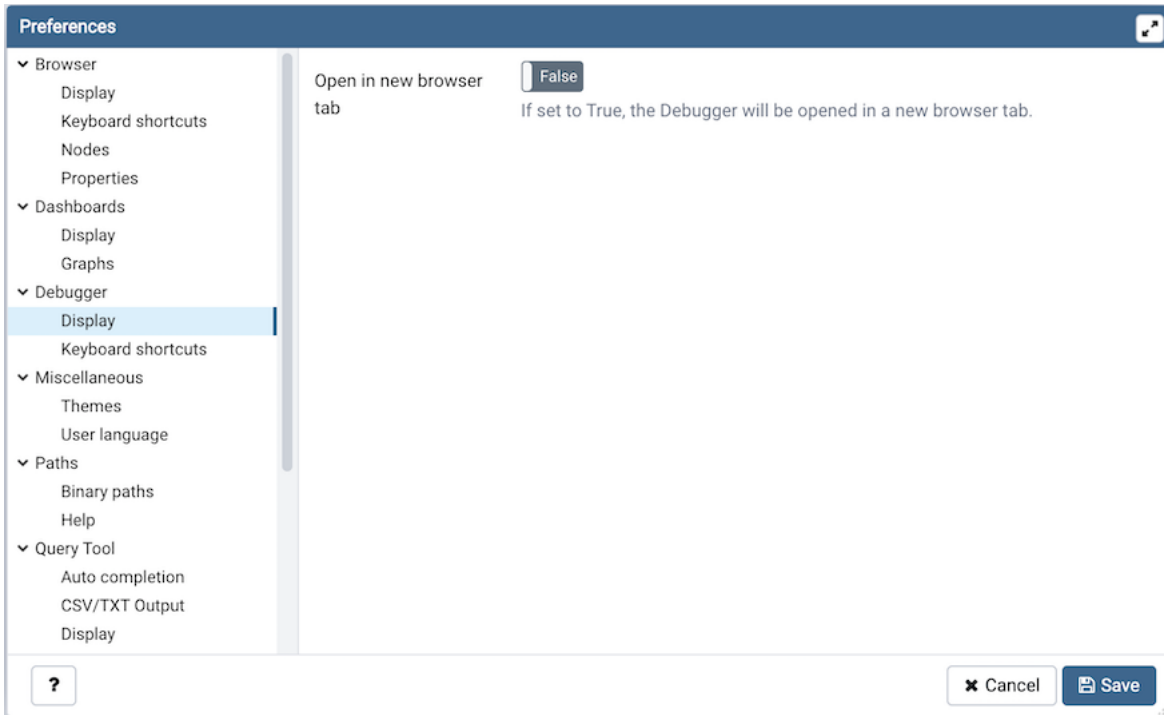 Preferences
Browser
Display
Keyboard shortcuts
Nodes
Properties
Dashboards
Display
Graphs
Debugger
Display
Keyboard shortcuts
Miscellaneous
Themes
User language
Paths
Binary paths
Help
Query Tool
Auto completion
CSV/TXT Output
Display
Open in new browser
tab
False
If set to True, the Debugger will be opened in a new browser tab.
?
Cancel
Save